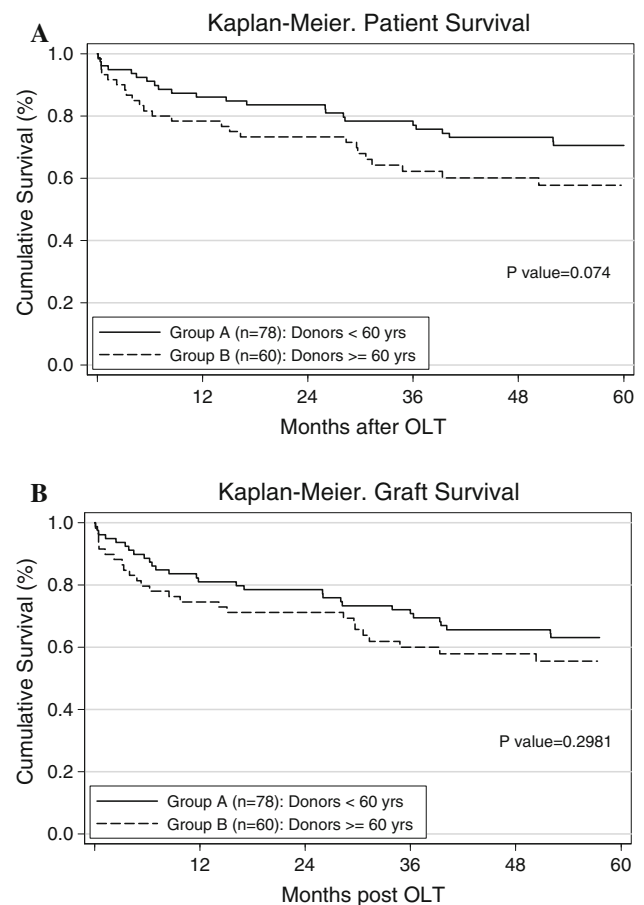 A
Kaplan-Meier. Patient Survival
Cumulative Survival (%)
1.0
0.8
0.6
0.4
0.2
0.0
P value=0.074
Group A (n=78): Donors < 60 yrs
Group B (n=60): Donors >= 60 yrs
12 24 36 48 60
Months after OLT
B
Kaplan-Meier. Graft Survival
Cumulative Survival (%)
1.0
0.8
0.6
0.4
0.2
0.0
P value=0.2981
Group A (n=78): Donors < 60 yrs
Group B (n=60): Donors >= 60 yrs
12 24 36 48 60
Months post OLT